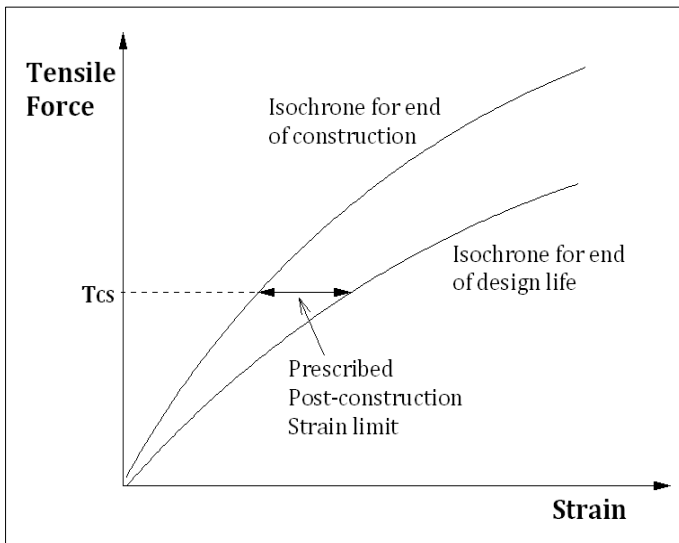 Tensile
Force
Isochrone for end
of construction
Isochrone for end
of design life
Tcs
Prescribed
Post-construction
Strain limit
Strain